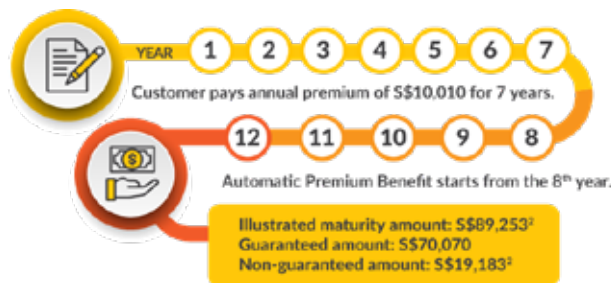 YEAR 1 2 3 4 5 6 7
Customer pays annual premium of S$10,010 for 7 years.
12 11 10 9 8
Automatic Premium Benefit starts from the 8th year.
Illustrated maturity amount: S$89,253²
Guaranteed amount: S$70,070
Non-guaranteed amount: S$19,183²